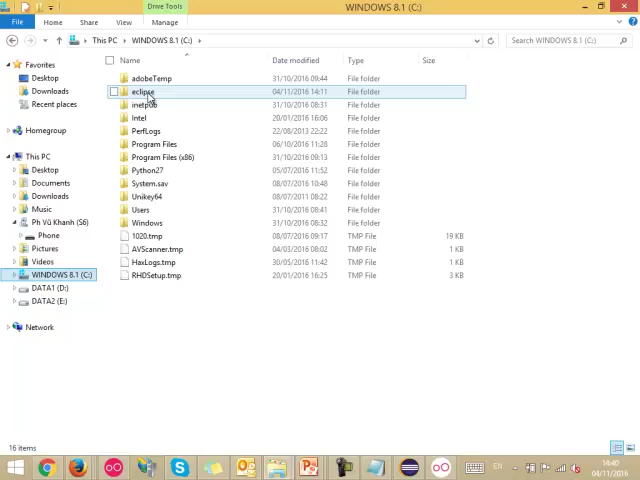 Drive Tools
WINDOWS 8.1 (C:)
File Home Share View Manage
This PC WINDOWS 8.1 (C:)
Search WINDOWS 8.1 (C:)
Name Date modified Type Size
Favorites
Desktop
Downloads
Recent places
Homegroup
This PC
Desktop
Documents
Downloads
Music
Ph Vũ Khanh (S6)
Phone
Pictures
Videos
WINDOWS 8.1 (C:)
DATA1 (D:)
DATA2 (E:)
Network
adobeTemp 31/10/2016 09:44 File folder
eclipse 04/11/2016 14:11 File folder
inetpub 31/10/2016 08:31 File folder
Intel 20/01/2016 16:06 File folder
PerfLogs 22/08/2013 22:22 File folder
Program Files 06/10/2016 11:28 File folder
Program Files (x86) 31/10/2016 09:13 File folder
Python27 05/07/2016 11:52 File folder
System.sav 08/07/2016 10:48 File folder
Unikey64 08/07/2011 08:22 File folder
Users 31/10/2016 08:41 File folder
Windows 31/10/2016 08:32 File folder
1020.tmp 08/07/2016 09:17 TMP File 19 KB
AVScanner.tmp 04/03/2016 08:02 TMP File 1 KB
HaxLogs.tmp 30/05/2016 11:42 TMP File 1 KB
RHDSetup.tmp 20/01/2016 16:25 TMP File 3 KB
16 items
EN
14:40
04/11/2016